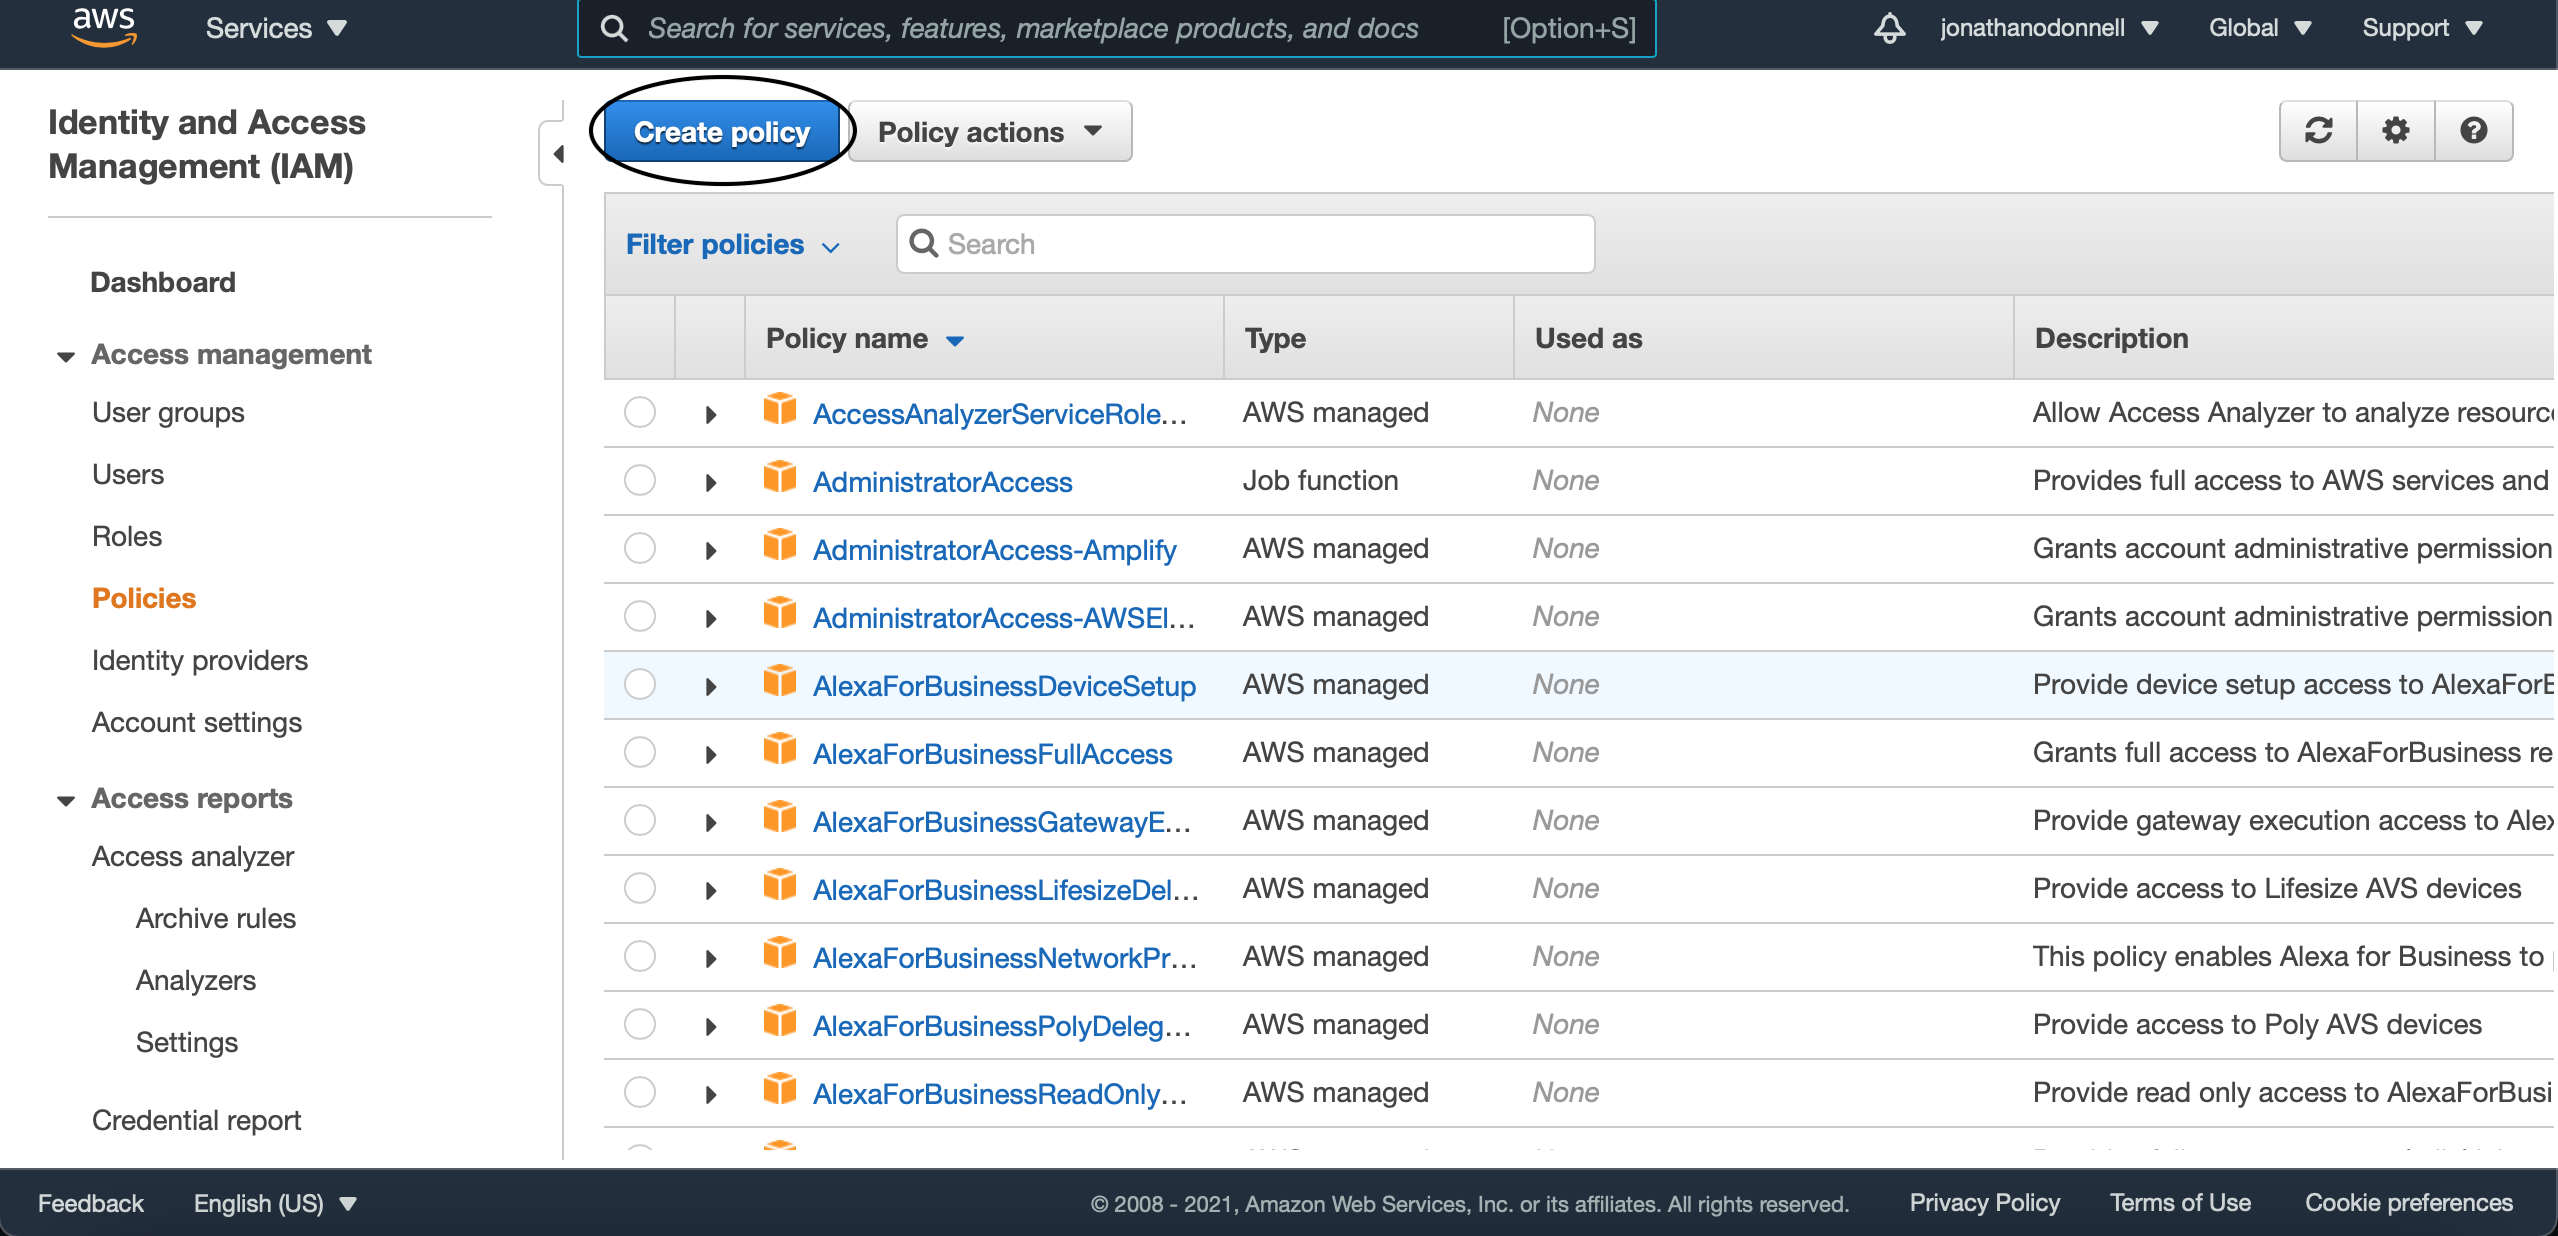 aws
Services
Search for services, features, marketplace products, and docs [Option+S]
jonathanodonnell
Global
Support
Identity and Access
Management (IAM)
Dashboard
Access management
User groups
Users
Roles
Policies
Identity providers
Account settings
Access reports
Access analyzer
Archive rules
Analyzers
Settings
Credential report
Create policy
Policy actions
Filter policies
Search
Policy name Type Used as Description
AccessAnalyzerServiceRole... AWS managed None Allow Access Analyzer to analyze
AdministratorAccess Job function None Provides full access to AWS services and
AdministratorAccess-Amplify AWS managed None Grants account administrative permission
AdministratorAccess-AWSEl... AWS managed None Grants account administrative permission
AlexaForBusinessDeviceSetup AWS managed None Provide device setup access to
AlexaForBusinessFullAccess AWS managed None Grants full access to AlexaForBusiness re
AlexaForBusinessGatewayE... AWS managed None Provide gateway execution access to
AlexaForBusinessLifesizeDel... AWS managed None Provide access to Lifesize AVS devices
AlexaForBusinessNetworkPr... AWS managed None This policy enables Alexa for Business to
AlexaForBusinessPolyDeleg... AWS managed None Provide access to Poly AVS devices
AlexaForBusinessReadOnly... AWS managed None Provide read only access to AlexaForBusi
Feedback
English (US)
© 2008 - 2021, Amazon Web Services, Inc. or its affiliates. All rights reserved.
Privacy Policy
Terms of Use
Cookie preferences